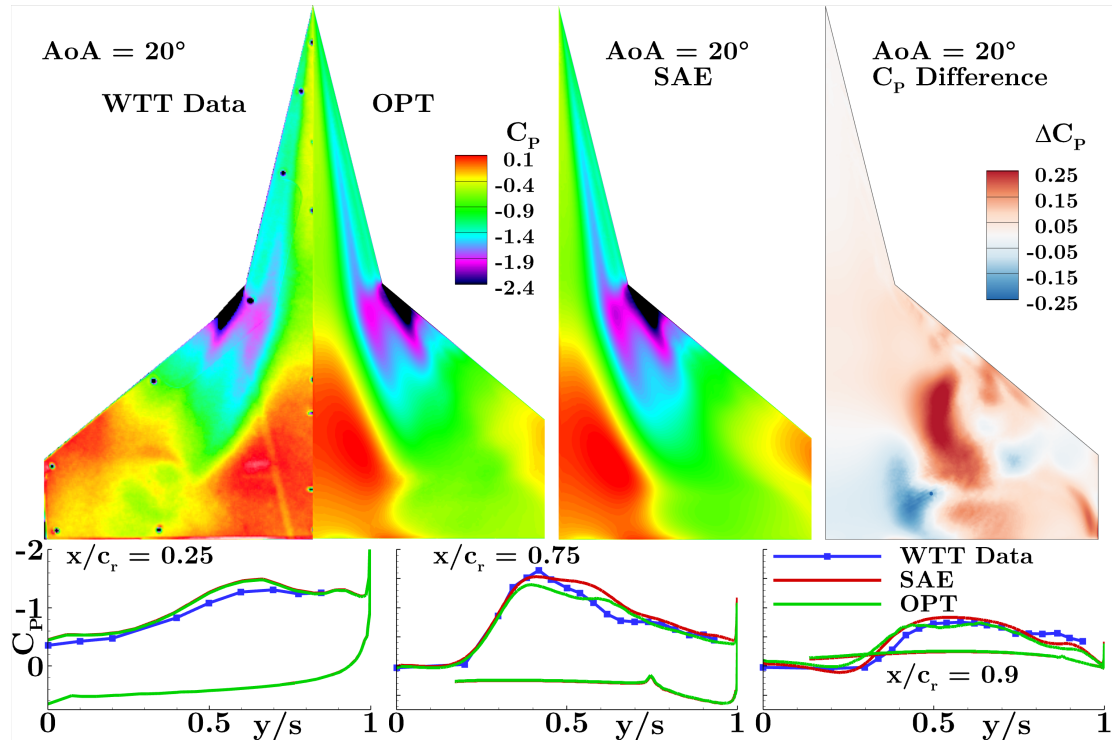 AoA = 20°
WTT Data
OPT
C_P
0.1
-0.4
-0.9
-1.4
-1.9
-2.4
AoA = 20°
SAE
AoA = 20°
C_P Difference
ΔC_P
0.25
0.15
0.05
-0.05
-0.15
-0.25
x/c_r = 0.25
-2
-1
C_P
0
0 0.5 y/s 1
x/c_r = 0.75
0 0.5 y/s 1
WTT Data
SAE
OPT
x/c_r = 0.9
0 0.5 y/s 1